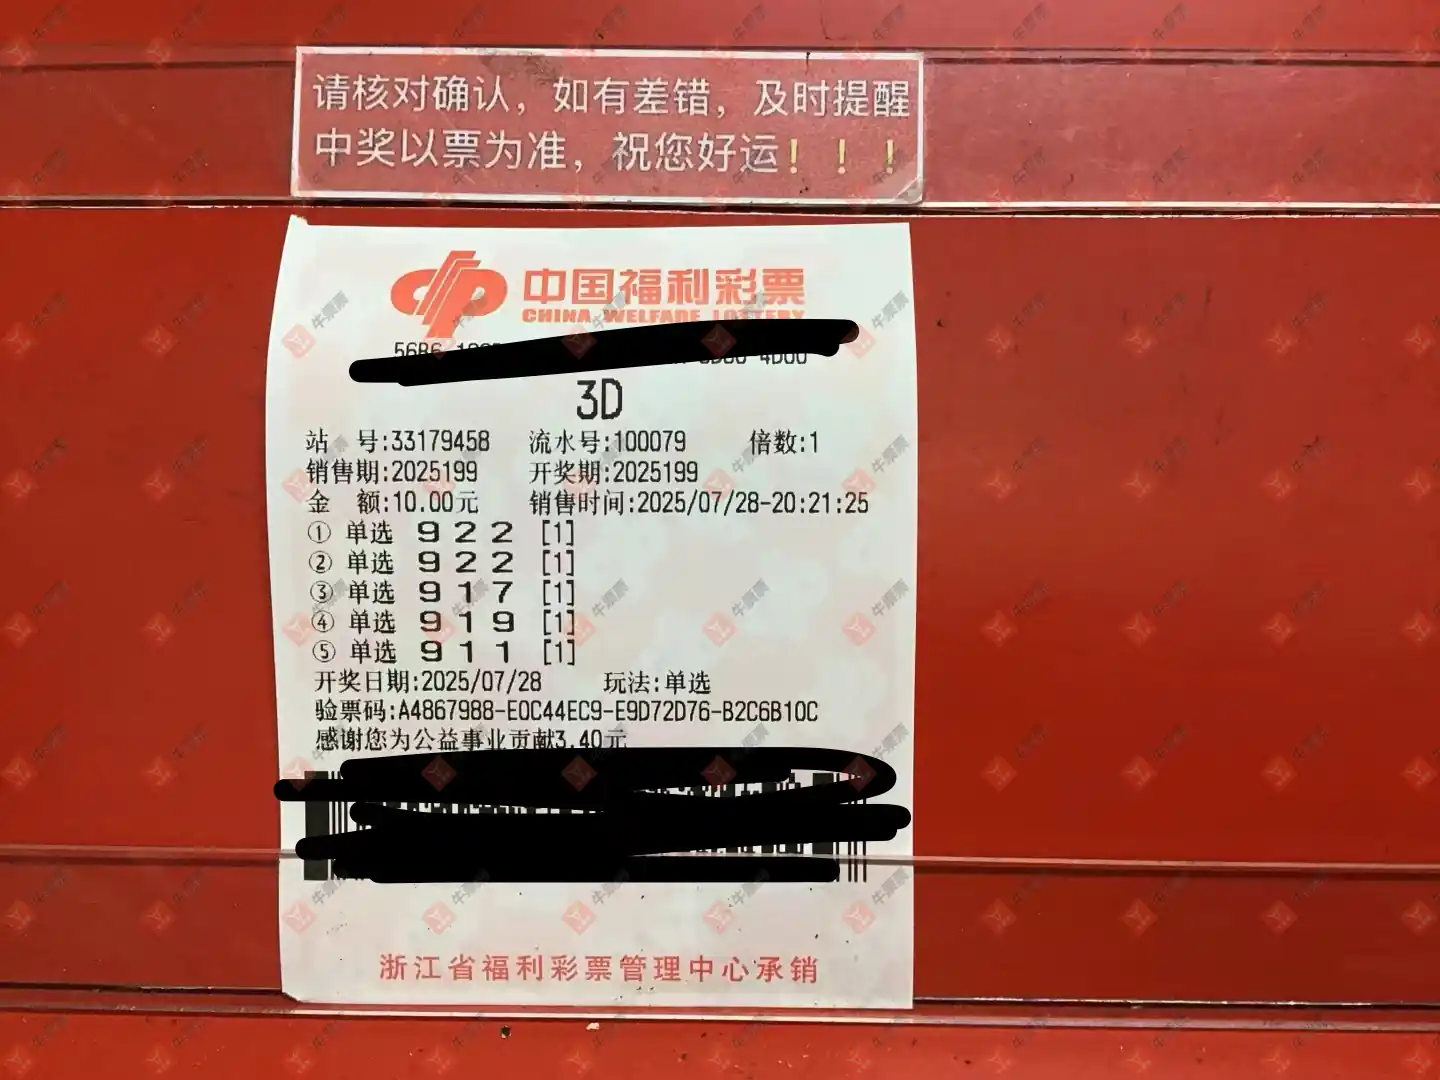 请核对确认，如有差错，及时提醒
中奖以票为准，祝您好运！！！
中国福利彩票
CHINA WELFARE LOTTERY
3D
站 号:33179458 流水号:100079 倍数:1
销售期:2025199 开奖期:2025199
金 额:10.00元 销售时间:2025/07/28-20:21:25
① 单选 9 2 2 [1]
② 单选 9 2 2 [1]
③ 单选 9 1 7 [1]
④ 单选 9 1 9 [1]
⑤ 单选 9 1 1 [1]
开奖日期:2025/07/28 玩法:单选
验票码:A4867988-E0C44EC9-E9D72D76-B2C6B10C
感谢您为公益事业贡献3.40元
浙江省福利彩票管理中心承销
牛票票